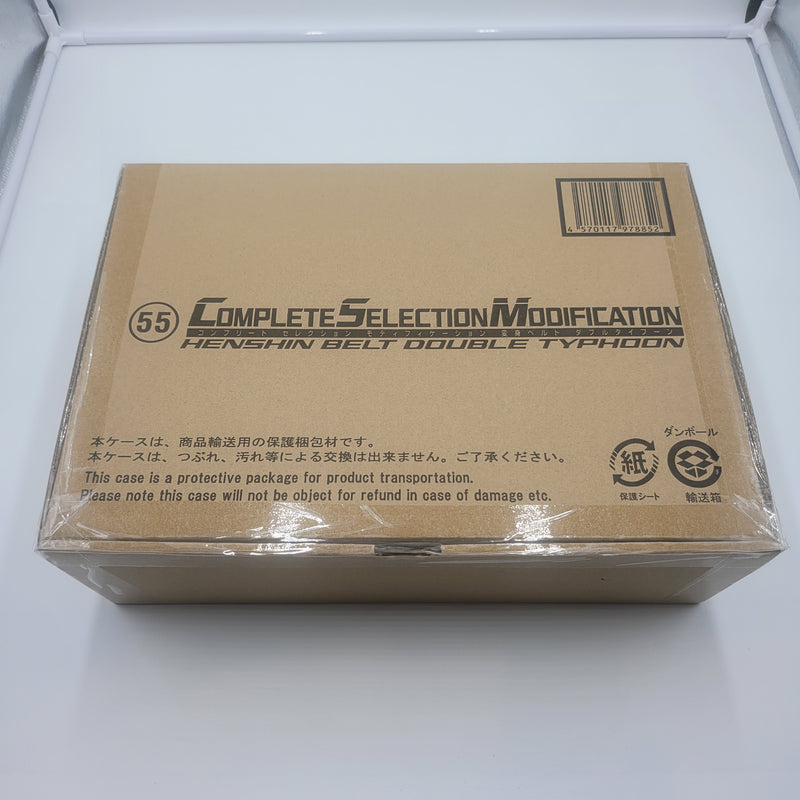 4 570117 978852
55
COMPLETE SELECTION MODIFICATION
コンプリート セレクション モディフィケーション 変身ベルト ダブルタイフーン
HENSHIN BELT DOUBLE TYPHOON
本ケースは、商品輸送用の保護梱包材です。
本ケースは、つぶれ、汚れ等による交換は出来ません。ご了承ください。
This case is a protective package for product transportation.
Please note this case will not be object for refund in case of damage etc.
紙
保護シート
ダンボール
輸送箱